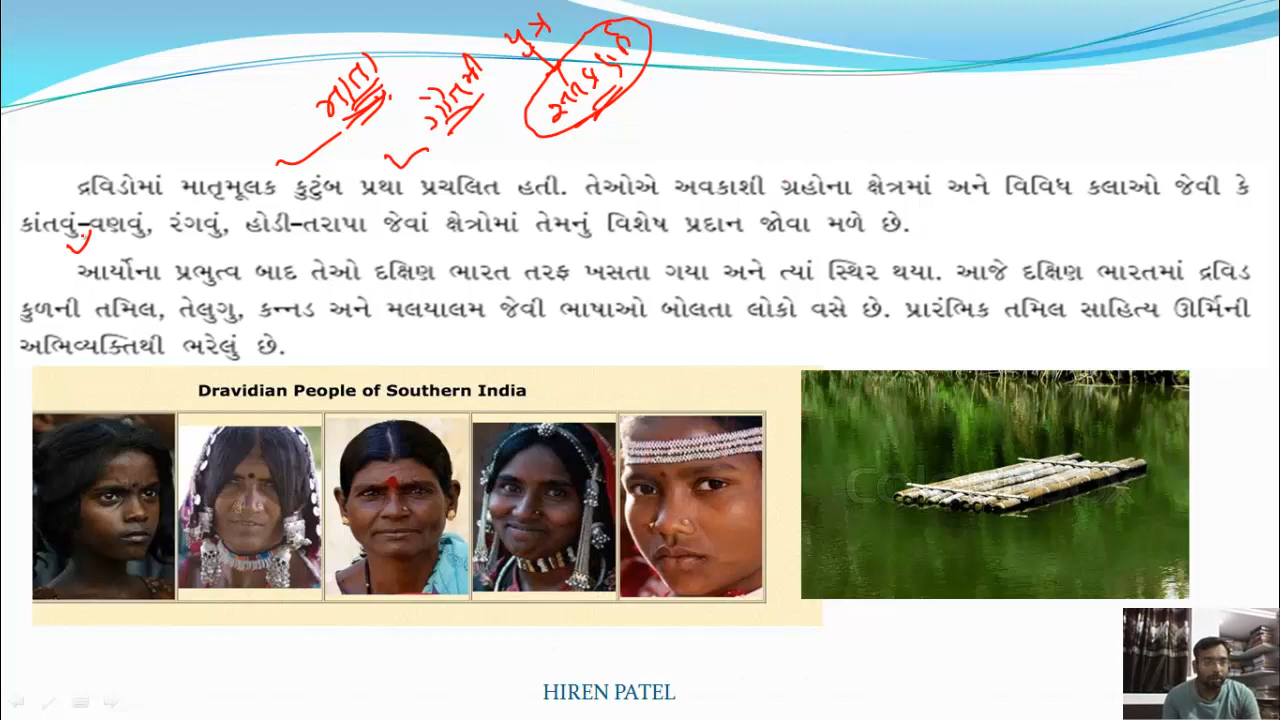 પુત્ર
માતા ગૌતમી સાતકર્ણી
દ્રવિડોમાં માતૃમૂલક કુટુંબ પ્રથા પ્રચલિત હતી. તેઓએ અવકાશી ગ્રહોના ક્ષેત્રમાં અને વિવિધ કલાઓ જેવી કે
કાંતવું-વણવું, રંગવું, હોડી-તરાપા જેવાં ક્ષેત્રોમાં તેમનું વિશેષ પ્રદાન જોવા મળે છે.
આર્યોના પ્રભુત્વ બાદ તેઓ દક્ષિણ ભારત તરફ ખસતા ગયા અને ત્યાં સ્થિર થયા. આજે દક્ષિણ ભારતમાં દ્રવિડ
કુળની તમિલ, તેલુગુ, કન્નડ અને મલયાલમ જેવી ભાષાઓ બોલતા લોકો વસે છે. પ્રારંભિક તમિલ સાહિત્ય ઊર્મિની
અભિવ્યક્તિથી ભરેલું છે.
Dravidian People of Southern India
HIREN PATEL